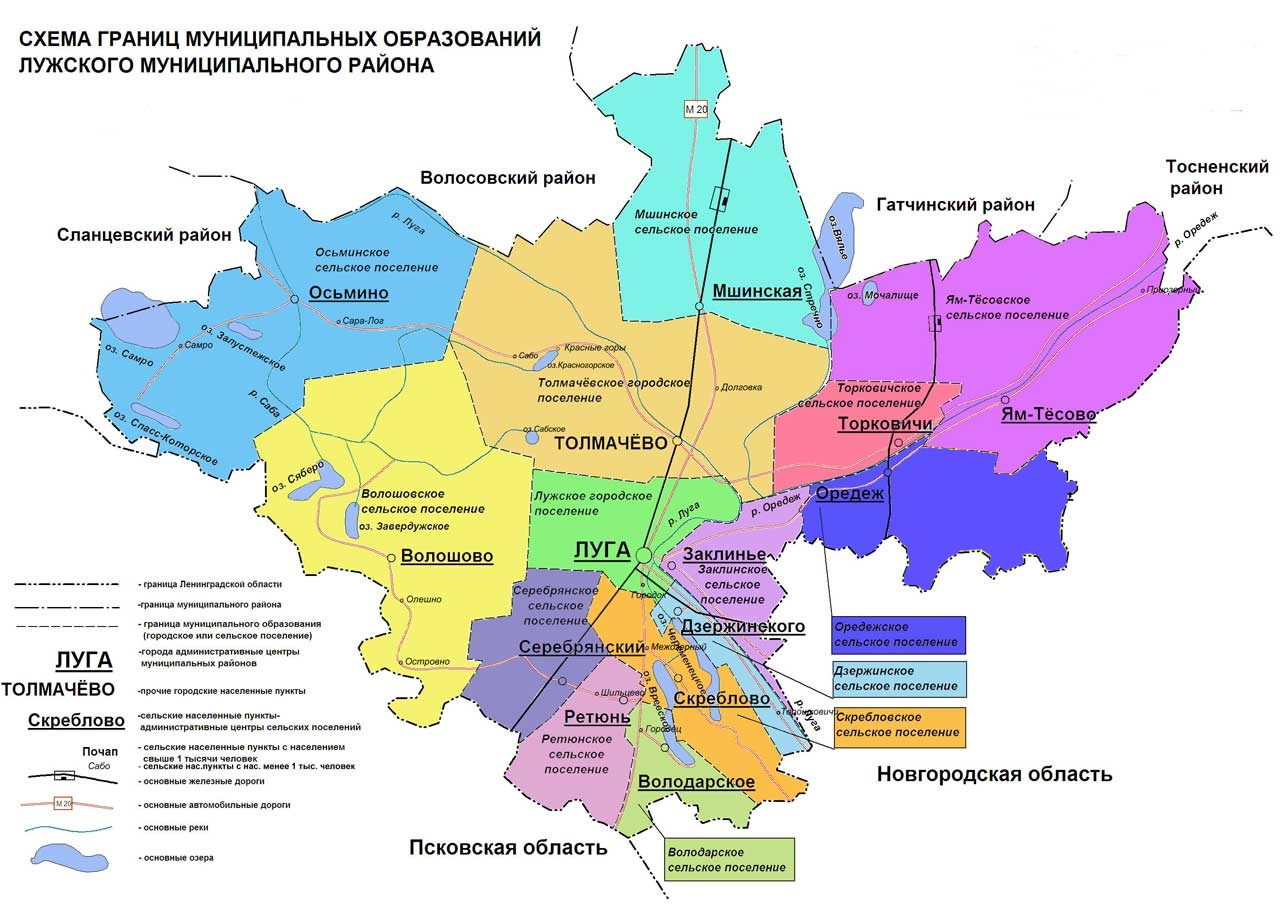 СХЕМА ГРАНИЦ МУНИЦИПАЛЬНЫХ ОБРАЗОВАНИЙ
ЛУЖСКОГО МУНИЦИПАЛЬНОГО РАЙОНА
М 20
Волосовский район
Тосненский
район
Гатчинский район
Сланцевский район
р. Луга
Мшинское
сельское поселение
оз. Вялье
р. Оредеж
Осьминское
сельское поселение
Осьмино
Мшинская
оз. Стречно
оз. Мочалище
Ям-Тёсовское
сельское поселение
Приозерный
Сара-Лог
оз. Самро
Самро
оз. Залустежское
Сабо
Красные горы
оз.Красногорское
Толмачёвское городское
поселение
Долговка
Торковичское
сельское поселение
Торковичи
Ям-Тёсово
р. Саба
оз. Спасс-Которское
оз.Сабское
ТОЛМАЧЁВО
оз. Сяберо
Волошовское
сельское поселение
оз. Завердужское
Лужское городское
поселение
р. Луга
р. Оредеж
Оредеж
ЛУГА
Волошово
Заклинье
Заклинское
сельское
поселение
Серебрянское
сельское
поселение
Городок
Олешно
оз. Черменецкое
Дзержинского
Оредежское
сельское поселение
Серебрянский
Межозерный
Островно
Дзержинское
сельское поселение
Шильцево
оз. Врево
Скреблово
р. Луга
Ретюнь
Городец
Скребловское
сельское поселение
Ретюнское
сельское
поселение
Володарское
Новгородская область
Псковская область
Володарское
сельское поселение
- граница Ленинградской области
-граница муниципального района
- граница муниципального образования
(городское или сельское поселение)
ЛУГА
-города административные центры
муниципальных районов
ТОЛМАЧЁВО
-прочие городские населенные пункты
Скреблово
-сельские населенные пункты-
административные центры сельских поселений
Почап
- сельские населенные пункты с населением
свыше 1 тысячи человек
Сабо
- сельские нас.пункты с нас. менее 1 тыс. человек
- основные железные дороги
М 20
- основные автомобильные дороги
- основные реки
- основные озера